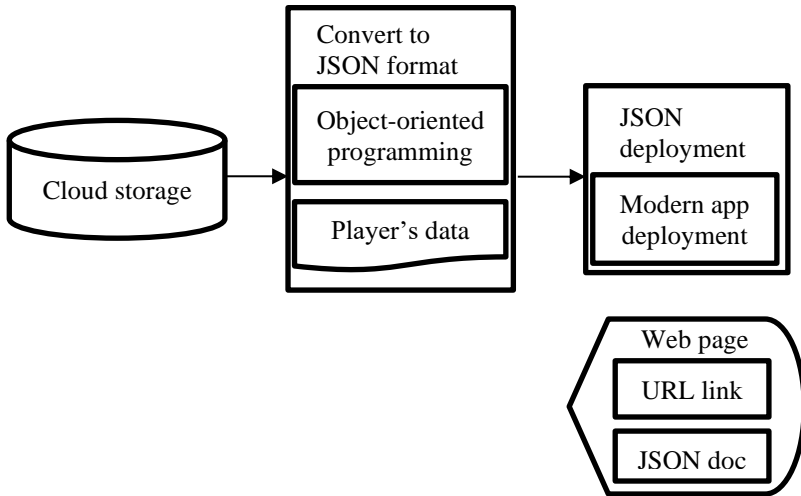 Convert to
JSON format
Object-oriented
programming
Player’s data
Cloud storage
JSON
deployment
Modern app
deployment
Web page
URL link
JSON doc